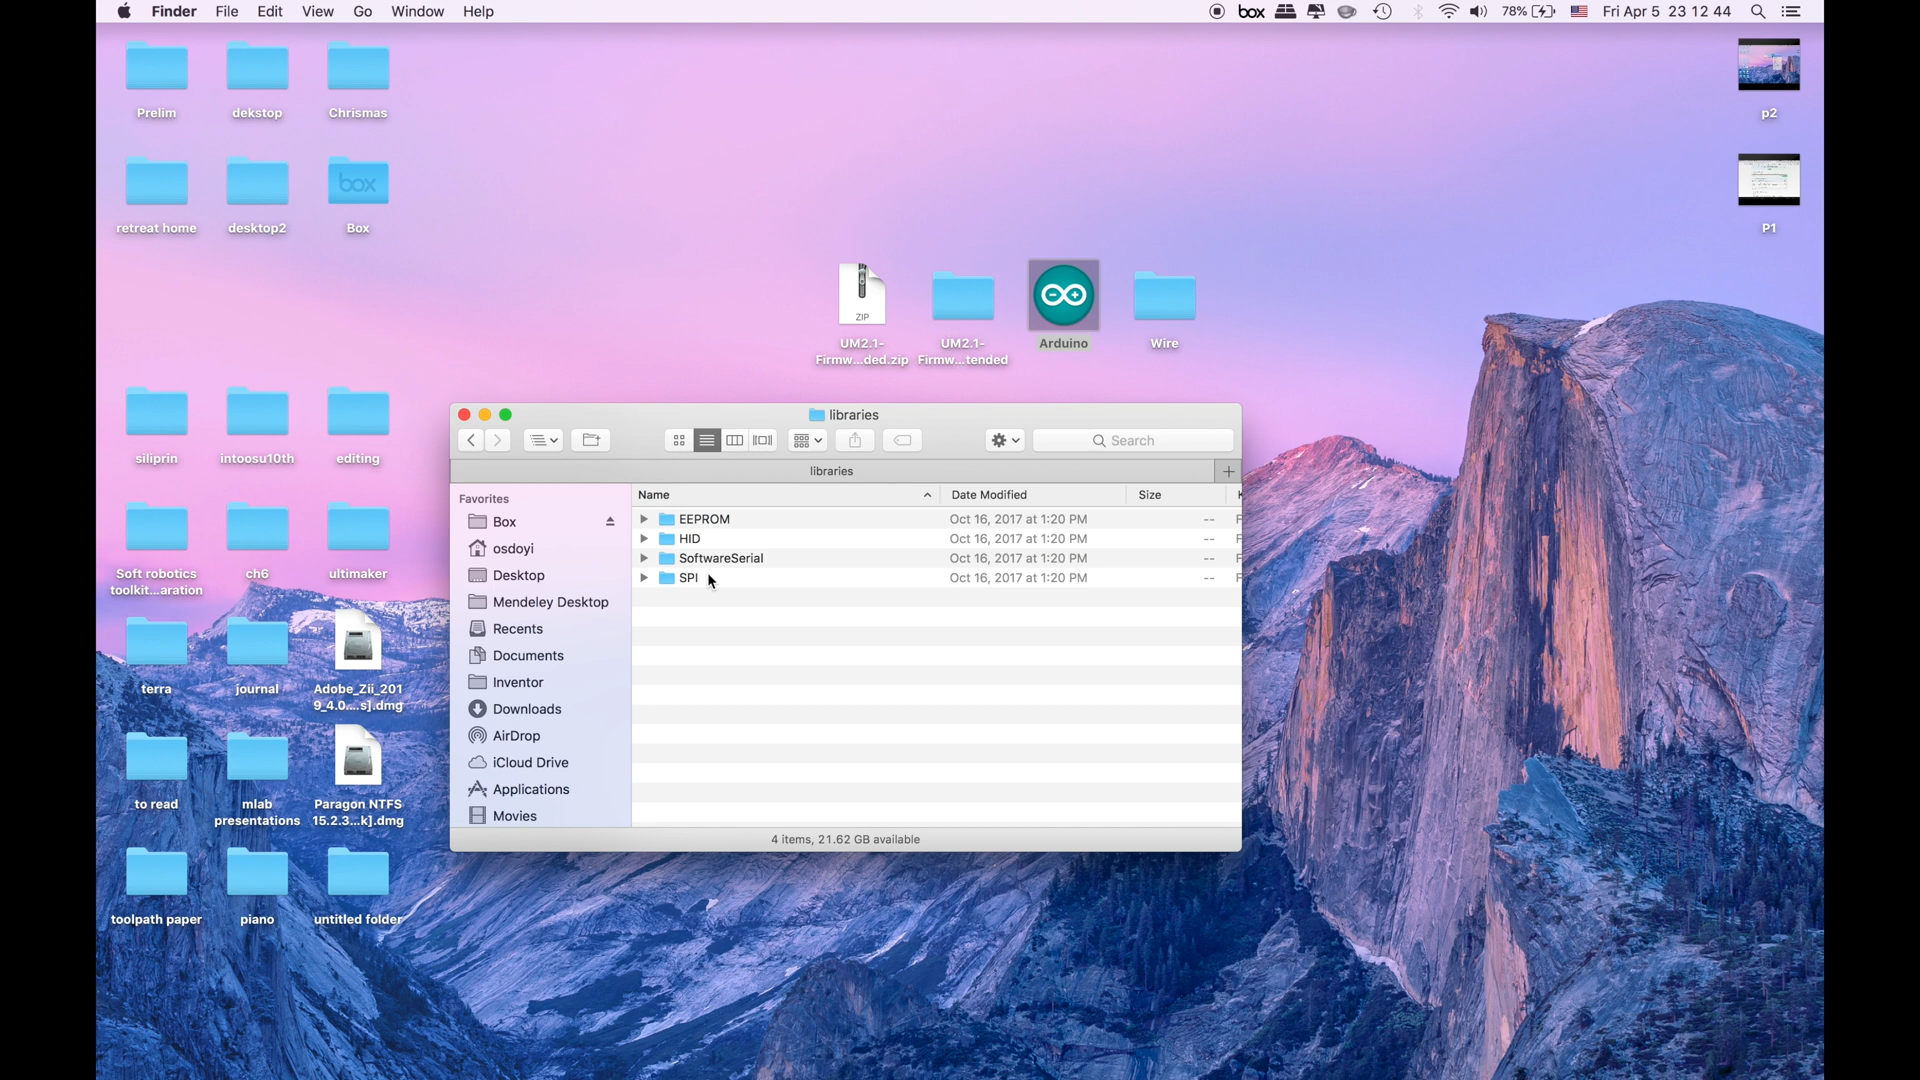 Finder File Edit View Go Window Help
box 78% Fri Apr 5 23 12 44
Prelim dekstop Chrismas
p2
box
retreat home desktop2 Box
P1
ZIP
UM2.1-
Firmw...ded.zip
UM2.1-
Firmw...tended
Arduino
Wire
siliprin intoosu10th editing
Soft robotics
toolkit...aration
ch6 ultimaker
terra journal
Adobe_Zii_201
9_4.0....s].dmg
to read
mlab
presentations
Paragon NTFS
15.2.3...k].dmg
toolpath paper piano untitled folder
libraries
Search
libraries
Favorites
Box
osdoyi
Desktop
Mendeley Desktop
Recents
Documents
Inventor
Downloads
AirDrop
iCloud Drive
Applications
Movies
Name Date Modified Size
EEPROM Oct 16, 2017 at 1:20 PM -- F
HID Oct 16, 2017 at 1:20 PM -- F
SoftwareSerial Oct 16, 2017 at 1:20 PM -- F
SPI Oct 16, 2017 at 1:20 PM -- F
4 items, 21.62 GB available